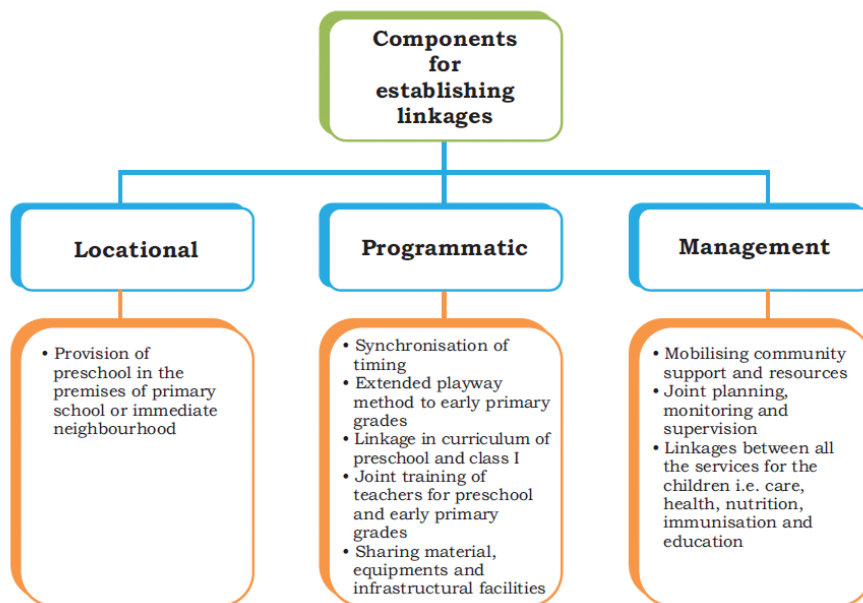 Components
for
establishing
linkages
Locational
Programmatic
Management
• Provision of
preschool in the
premises of primary
school or immediate
neighbourhood
• Synchronisation of
timing
• Extended playway
method to early primary
grades
• Linkage in curriculum of
preschool and class I
• Joint training of
teachers for preschool
and early primary
grades
• Sharing material,
equipments and
infrastructural facilities
• Mobilising community
support and resources
• Joint planning,
monitoring and
supervision
• Linkages between all
the services for the
children i.e. care,
health, nutrition,
immunisation and
education